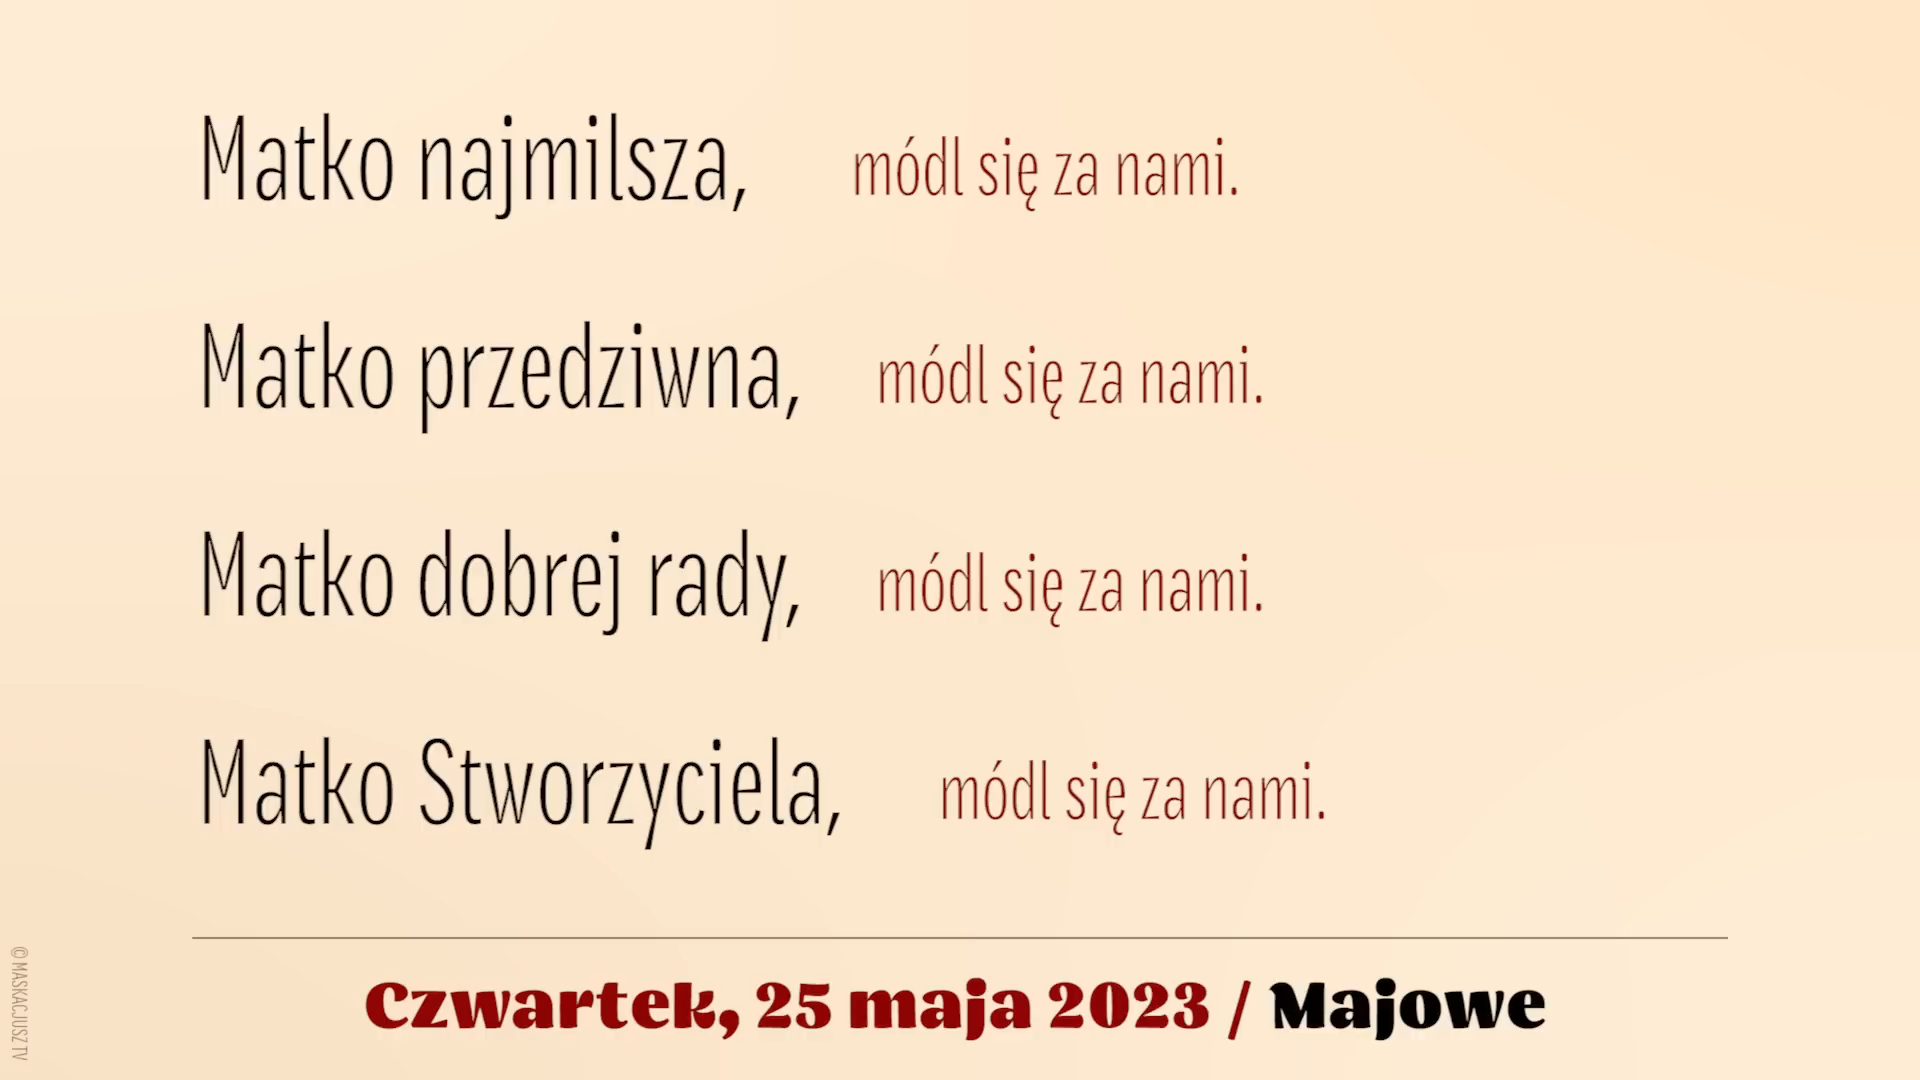 Matko najmilsza, módl się za nami.
Matko przedziwna, módl się za nami.
Matko dobrej rady, módl się za nami.
Matko Stworzyciela, módl się za nami.
Czwartek, 25 maja 2023 / Majowe
© MASKACJUSZ TV